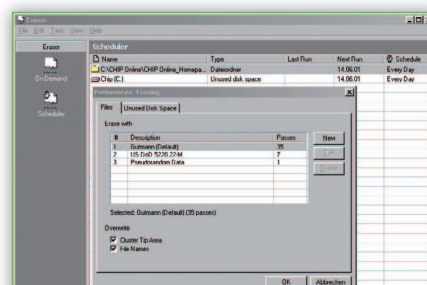 Eraser
File Edit Task View Help
Eraser
On-Demand
Scheduler
Scheduler
Name Type Last Run Next Run Schedule
C:\CHIP Online\CHIP_Online_Homepa... Dateiordner 14.06.01 Every Day
Chip (C:) Unused disk space 14.06.01 Every Day
Preferences: Erasing
Files Unused Disk Space
Erase with
# Description Passes
1 Gutmann (Default) 35
2 US DoD 5220.22-M 7
3 Pseudorandom Data 1
New
Edit
Delete
Selected: Gutmann (Default) (35 passes)
Overwrite
Cluster Tip Area
File Names
OK Abbrechen